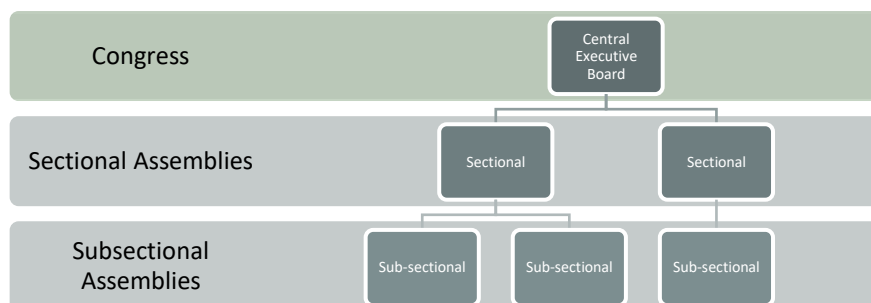 Congress
Central
Executive
Board
Sectional Assemblies
Sectional
Sectional
Subsectional
Assemblies
Sub-sectional
Sub-sectional
Sub-sectional